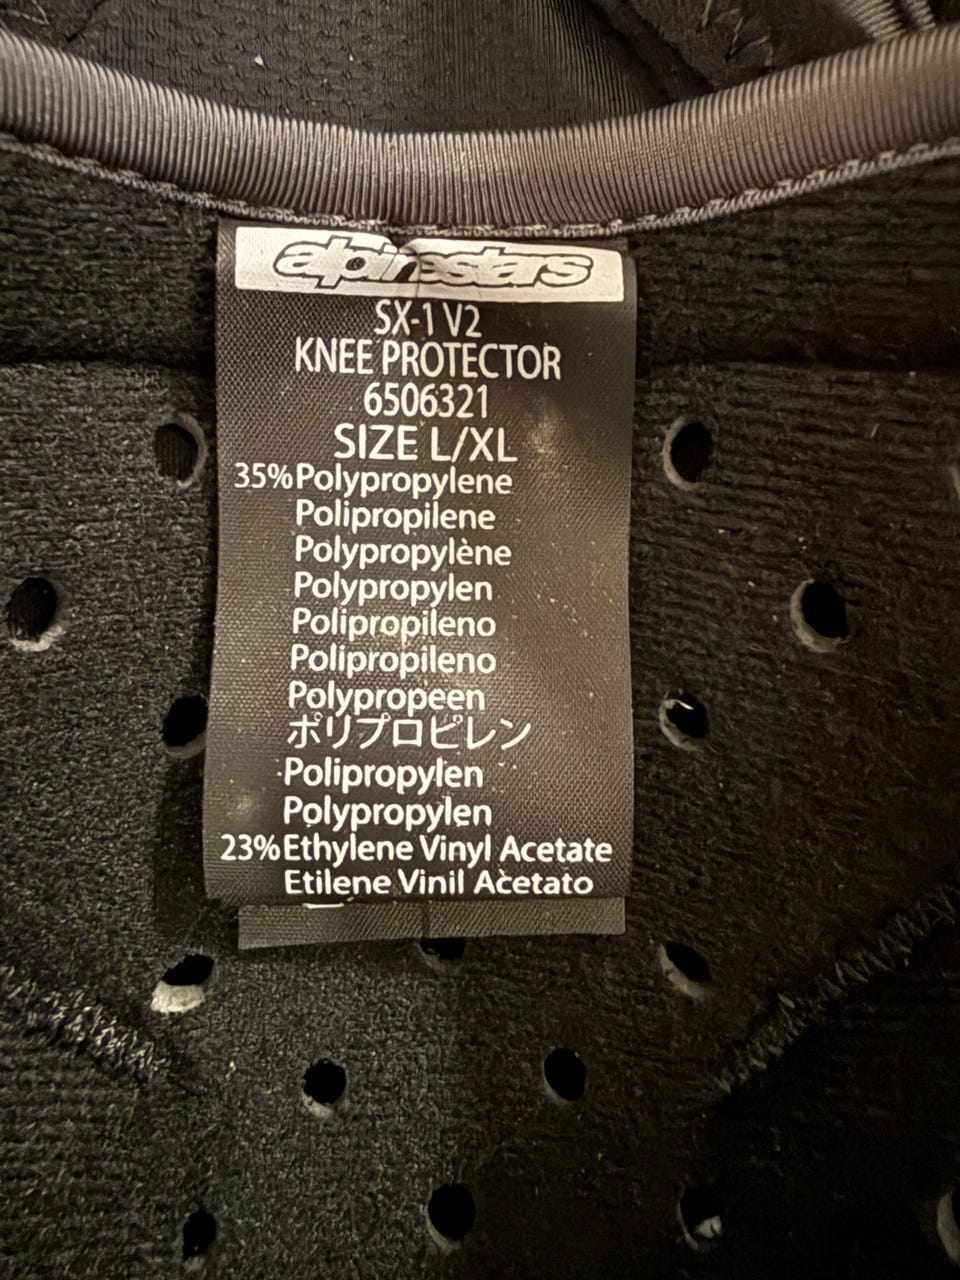 alpinestars
SX-1 V2
KNEE PROTECTOR
6506321
SIZE L/XL
35% Polypropylene
Polipropilene
Polypropylène
Polypropylen
Polipropileno
Polipropileno
Polypropeen
ポリプロピレン
Polipropylen
Polypropylen
23% Ethylene Vinyl Acetate
Etilene Vinil Acetato